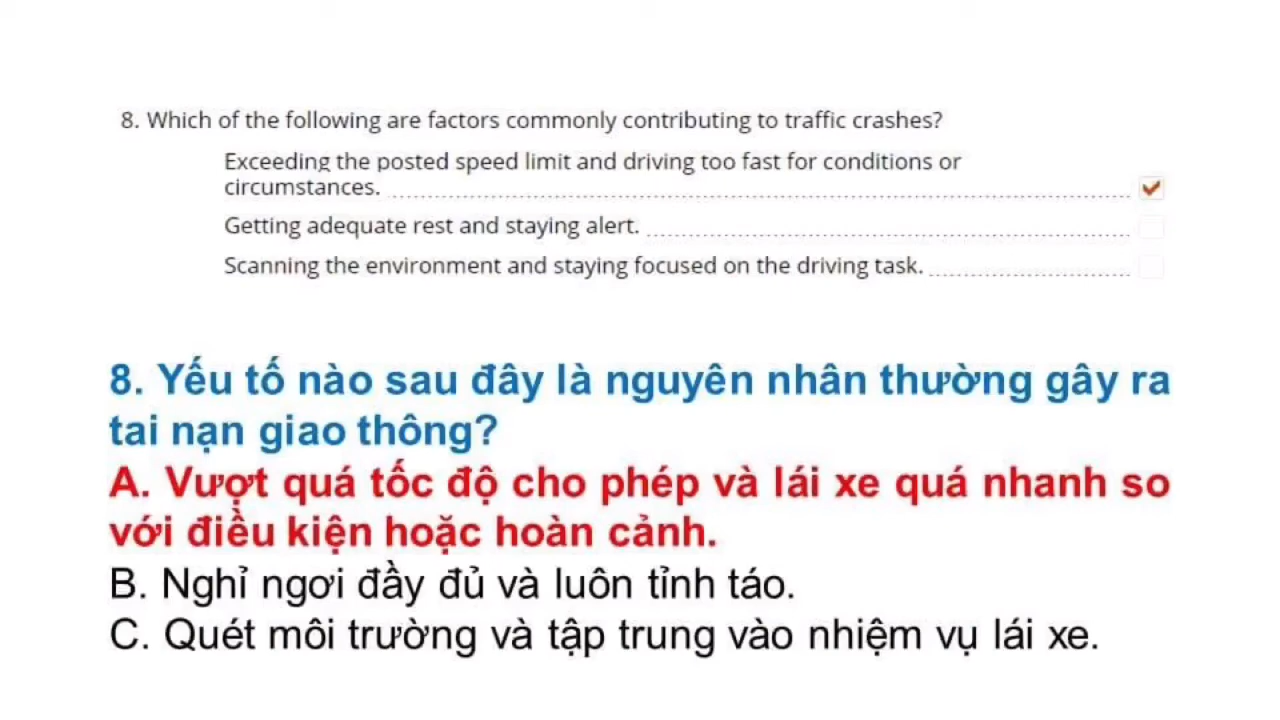 8. Which of the following are factors commonly contributing to traffic crashes?
Exceeding the posted speed limit and driving too fast for conditions or
circumstances.
Getting adequate rest and staying alert.
Scanning the environment and staying focused on the driving task.
8. Yếu tố nào sau đây là nguyên nhân thường gây ra
tai nạn giao thông?
A. Vượt quá tốc độ cho phép và lái xe quá nhanh so
với điều kiện hoặc hoàn cảnh.
B. Nghỉ ngơi đầy đủ và luôn tỉnh táo.
C. Quét môi trường và tập trung vào nhiệm vụ lái xe.